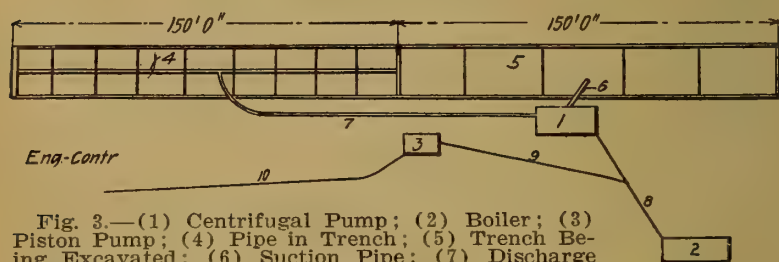 150'0" 150'0"
4 5
6
1
7
3
Eng-Contr
9
10
8
2
Fig. 3.—(1) Centrifugal Pump; (2) Boiler; (3)
Piston Pump; (4) Pipe in Trench; (5) Trench Be-
ing Excavated; (6) Suction Pipe; (7) Discharge